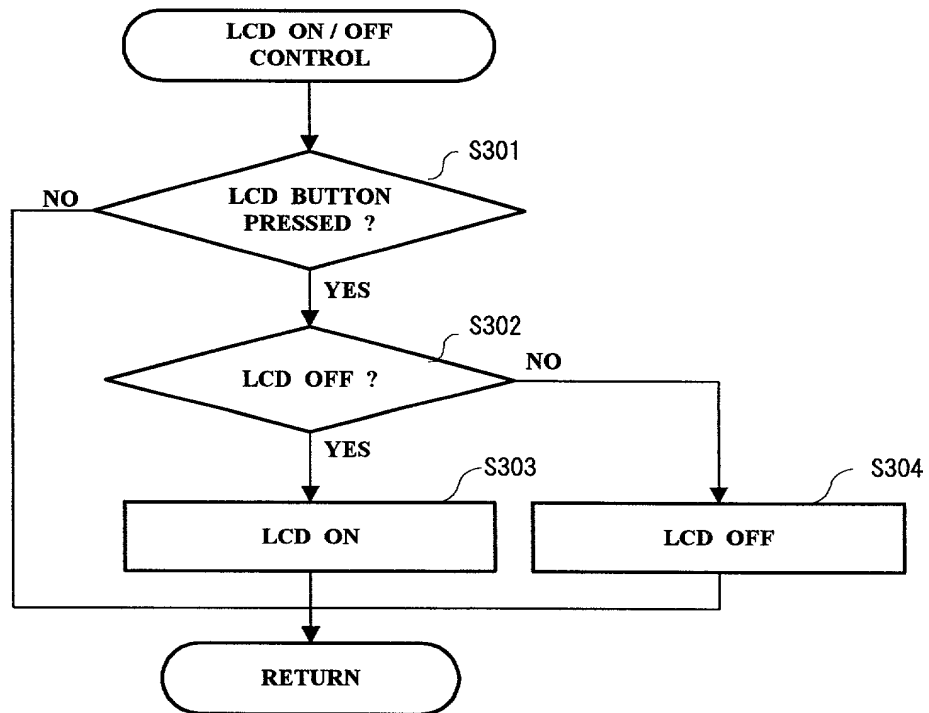 LCD ON / OFF
CONTROL
S301
NO
LCD BUTTON
PRESSED ?
YES
S302
LCD OFF ?
NO
YES
S303
S304
LCD ON
LCD OFF
RETURN